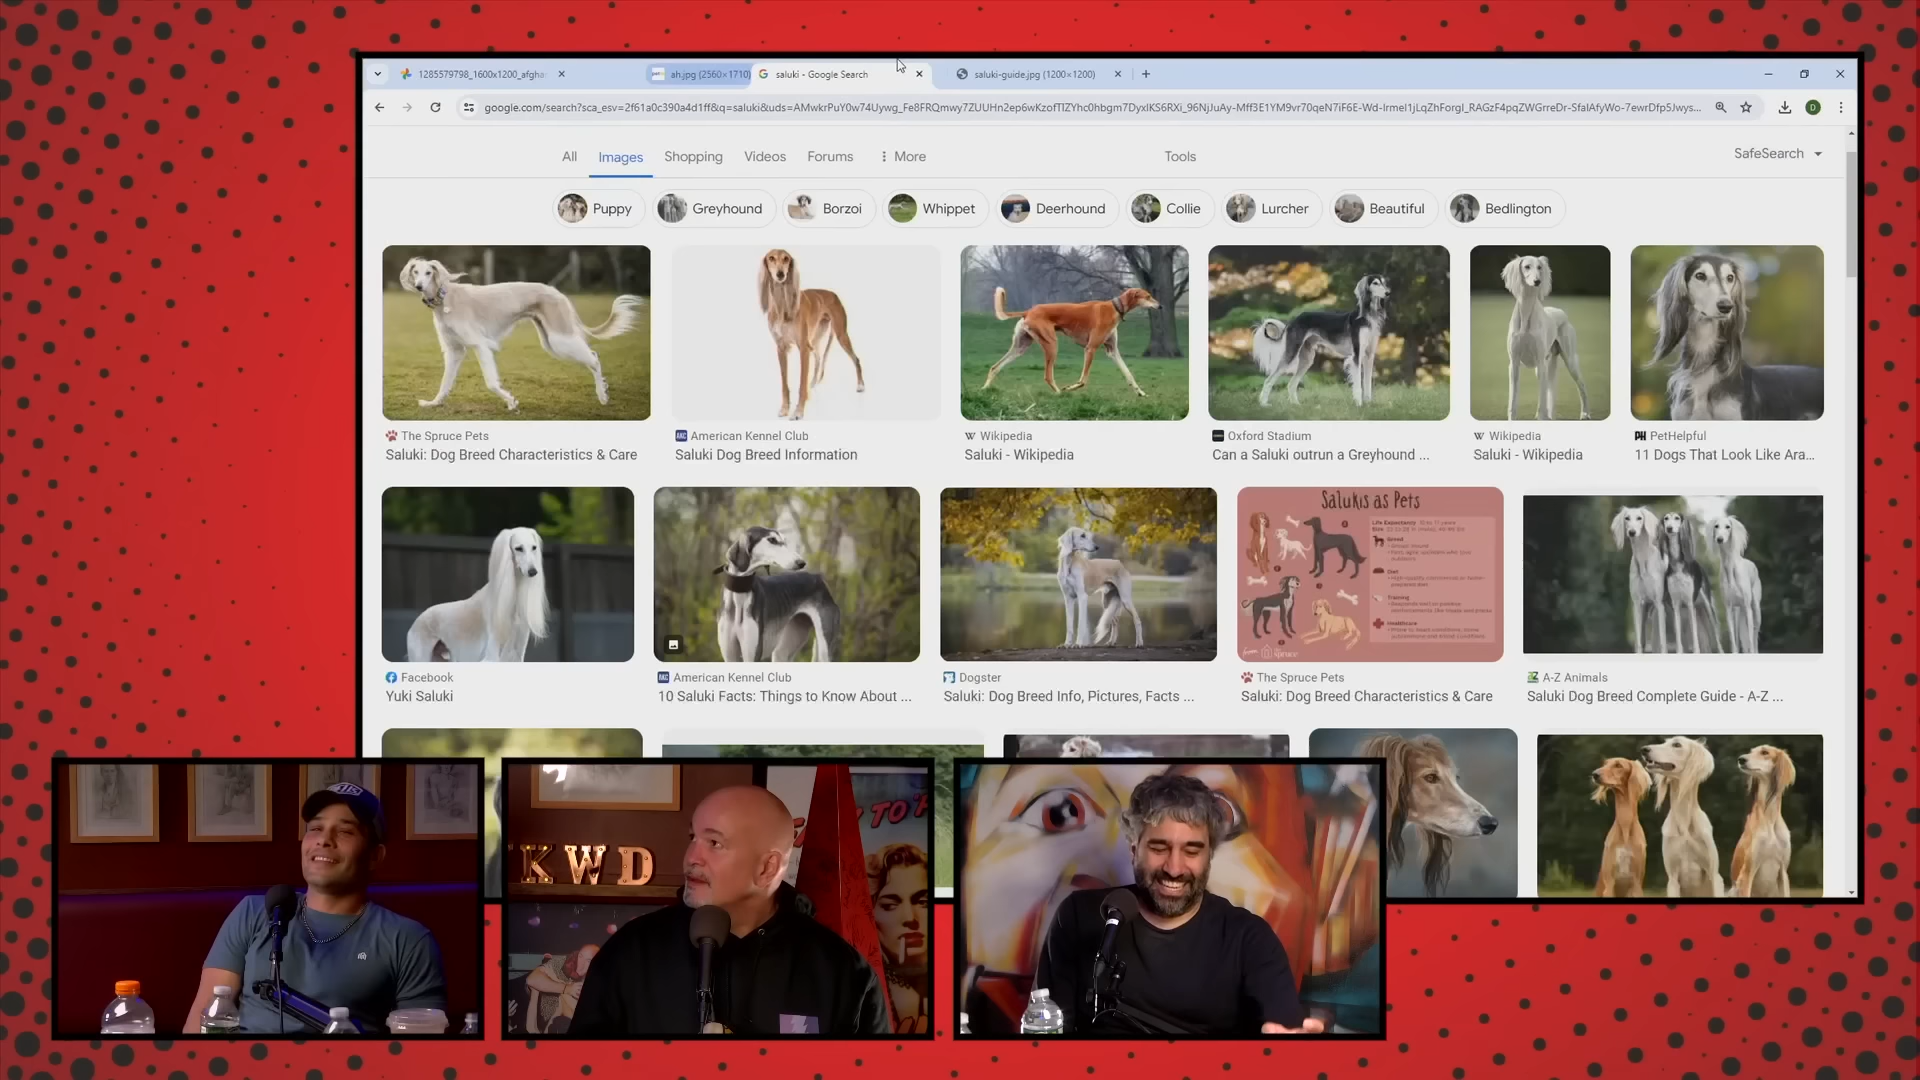 1285579798_1600x1200_afgha
ah.jpg (2560×1710)
saluki - Google Search
saluki-guide.jpg (1200×1200)
All
Images
Shopping
Videos
Forums
More
Tools
SafeSearch
Puppy
Greyhound
Borzoi
Whippet
Deerhound
Collie
Lurcher
Beautiful
Bedlington
The Spruce Pets
Saluki: Dog Breed Characteristics & Care
AKC American Kennel Club
Saluki Dog Breed Information
W Wikipedia
Saluki - Wikipedia
Oxford Stadium
Can a Saluki outrun a Greyhound ...
W Wikipedia
Saluki - Wikipedia
PH PetHelpful
11 Dogs That Look Like Ara...
Salukis as Pets
Facebook
Yuki Saluki
AKC American Kennel Club
10 Saluki Facts: Things to Know About ...
Dogster
Saluki: Dog Breed Info, Pictures, Facts ...
The Spruce Pets
Saluki: Dog Breed Characteristics & Care
A-Z Animals
Saluki Dog Breed Complete Guide - A-Z ...
KWD